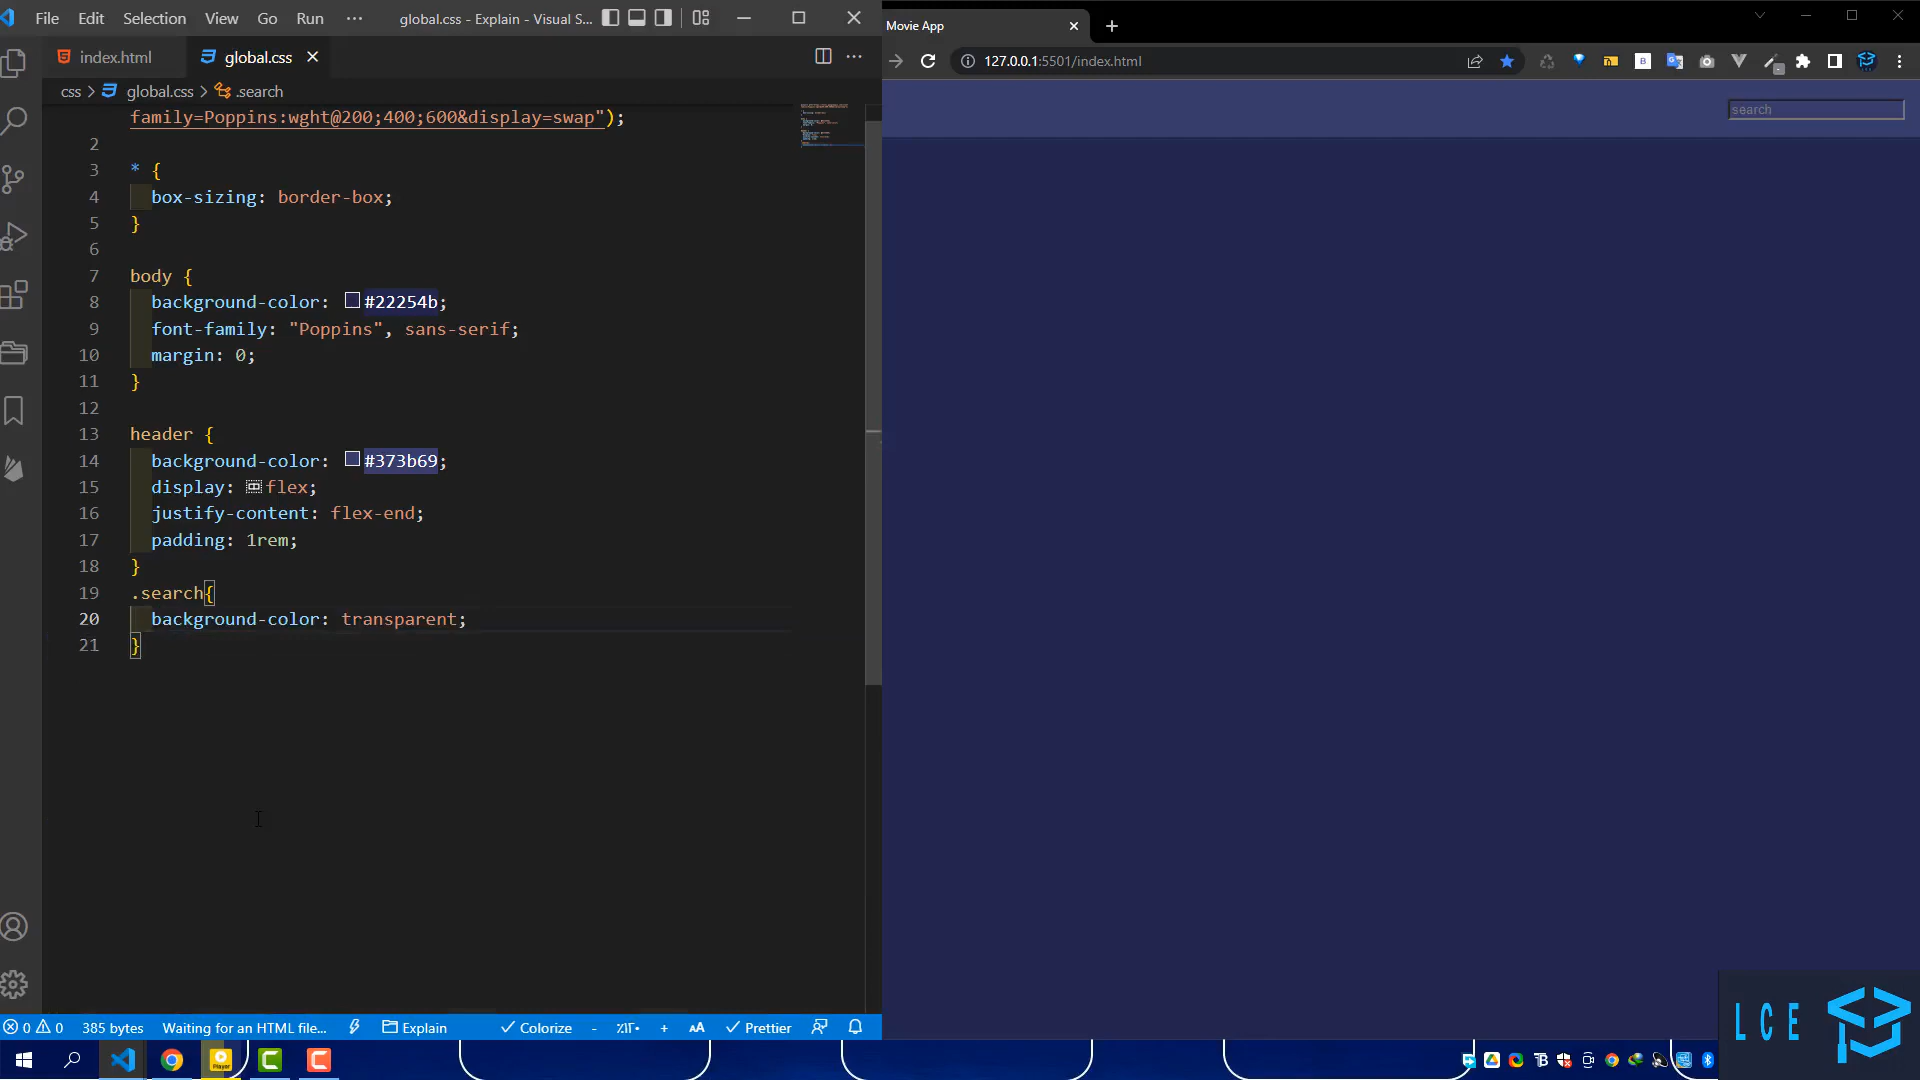 File Edit Selection View Go Run ··· global.css - Explain - Visual S...
index.html global.css
css > global.css > .search
family=Poppins:wght@200;400;600&display=swap");
2
3 * {
4 box-sizing: border-box;
5 }
6
7 body {
8 background-color: #22254b;
9 font-family: "Poppins", sans-serif;
10 margin: 0;
11 }
12
13 header {
14 background-color: #373b69;
15 display: flex;
16 justify-content: flex-end;
17 padding: 1rem;
18 }
19 .search{
20 background-color: transparent;
21 }
0 0 385 bytes Waiting for an HTML file... Explain Colorize - + Prettier
Movie App
127.0.0.1:5501/index.html
search
LCE
Player